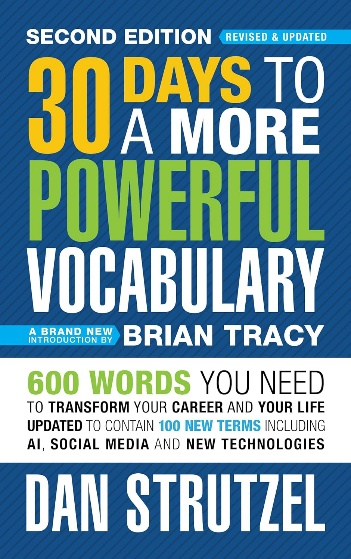 SECOND EDITION REVISED & UPDATED
30 DAYS TO
A MORE
POWERFUL
VOCABULARY
A BRAND NEW
INTRODUCTION BY BRIAN TRACY
600 WORDS YOU NEED
TO TRANSFORM YOUR CAREER AND YOUR LIFE
UPDATED TO CONTAIN 100 NEW TERMS INCLUDING
AI, SOCIAL MEDIA AND NEW TECHNOLOGIES
DAN STRUTZEL